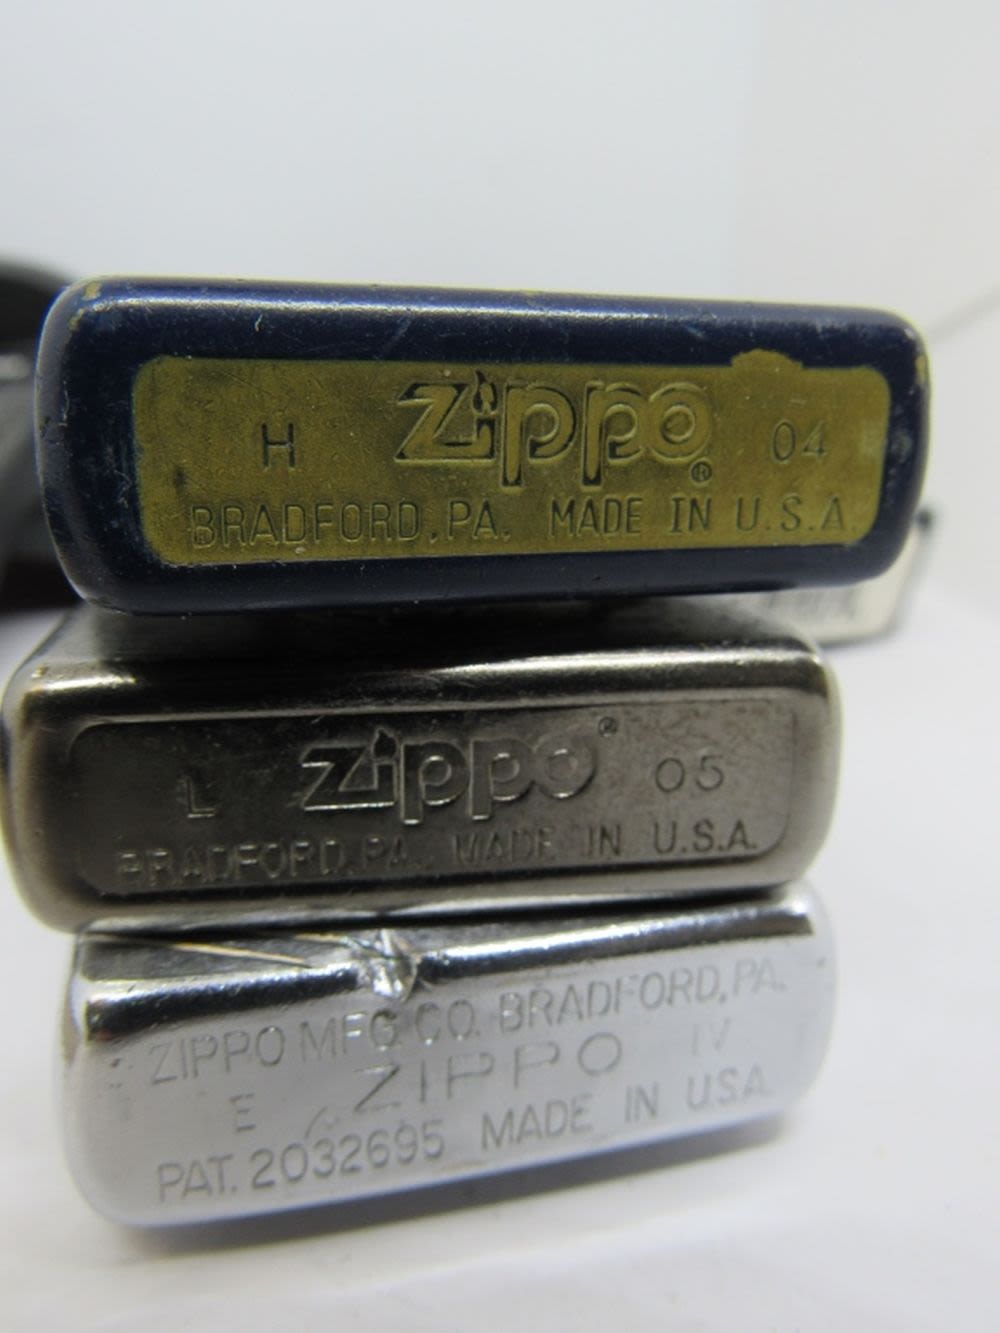 zippo®
H 04
BRADFORD, PA. MADE IN U.S.A.
zippo®
L 05
BRADFORD, PA. MADE IN U.S.A.
ZIPPO MFG CO. BRADFORD, PA.
E ZIPPO IV
PAT. 2032695 MADE IN U.S.A.